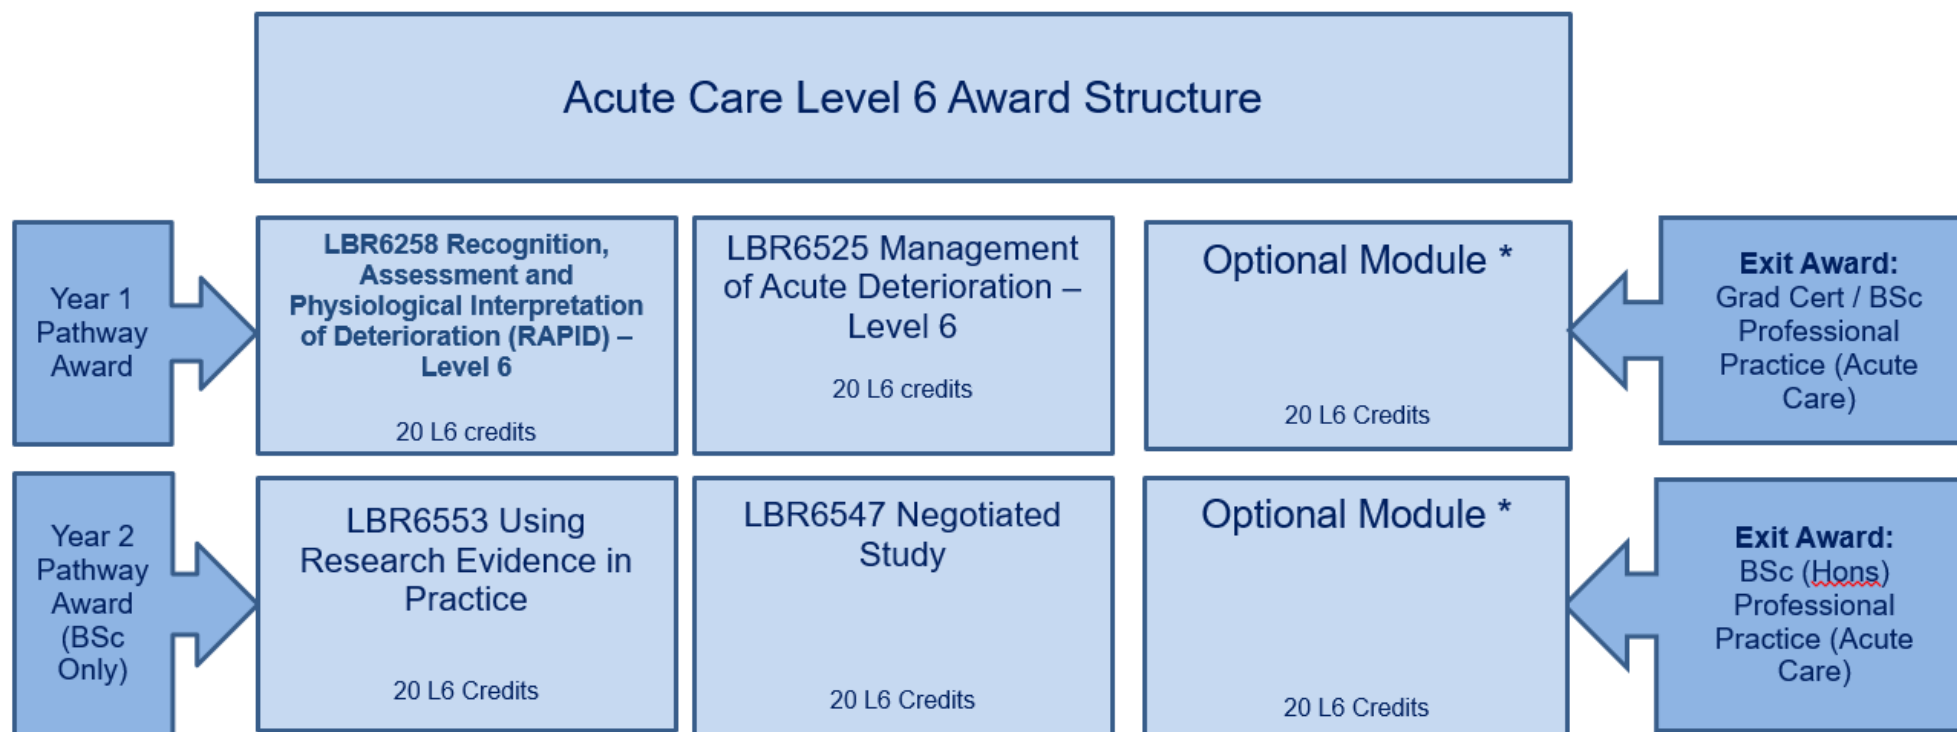 Acute Care Level 6 Award Structure
Year 1
Pathway
Award
LBR6258 Recognition,
Assessment and
Physiological Interpretation
of Deterioration (RAPID) –
Level 6
20 L6 credits
LBR6525 Management
of Acute Deterioration –
Level 6
20 L6 credits
Optional Module *
20 L6 Credits
Exit Award:
Grad Cert / BSc
Professional
Practice (Acute
Care)
Year 2
Pathway
Award
(BSc
Only)
LBR6553 Using
Research Evidence in
Practice
20 L6 Credits
LBR6547 Negotiated
Study
20 L6 Credits
Optional Module *
20 L6 Credits
Exit Award:
BSc (Hons)
Professional
Practice (Acute
Care)